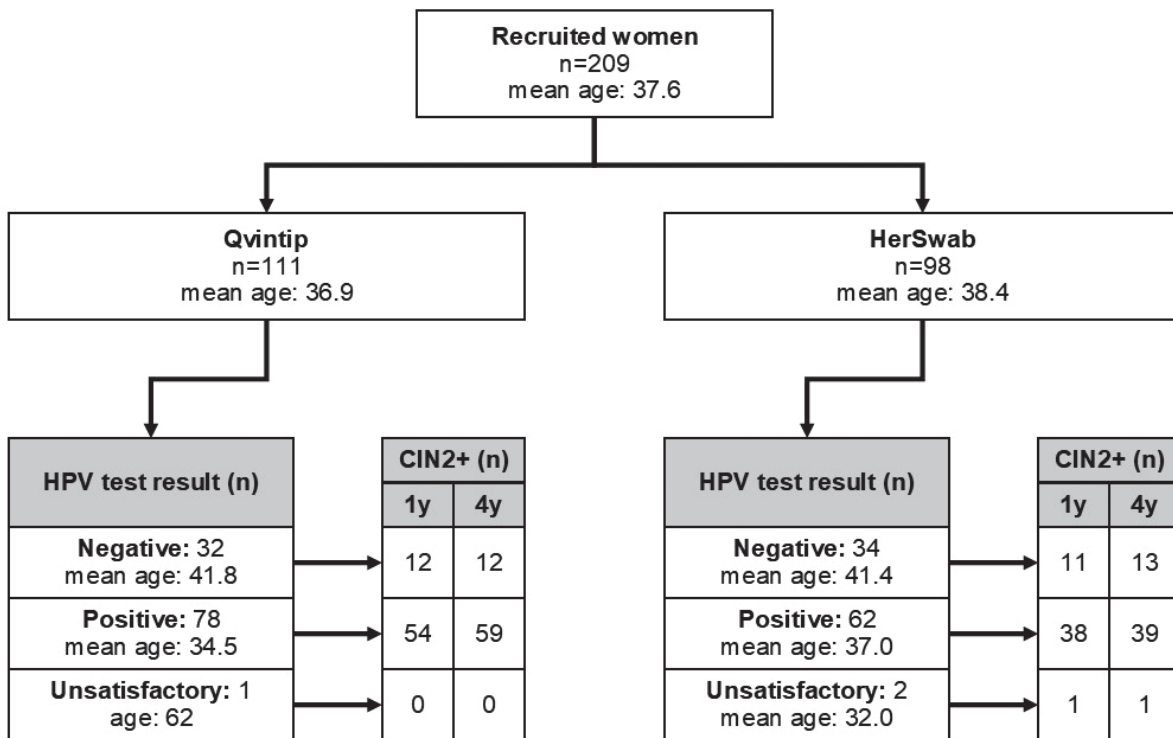 Recruited women
n=209
mean age: 37.6
Qvintip
n=111
mean age: 36.9
HerSwab
n=98
mean age: 38.4
HPV test result (n)
CIN2+ (n)
1y 4y
Negative: 32
mean age: 41.8
12 12
Positive: 78
mean age: 34.5
54 59
Unsatisfactory: 1
age: 62
0 0
HPV test result (n)
CIN2+ (n)
1y 4y
Negative: 34
mean age: 41.4
11 13
Positive: 62
mean age: 37.0
38 39
Unsatisfactory: 2
mean age: 32.0
1 1